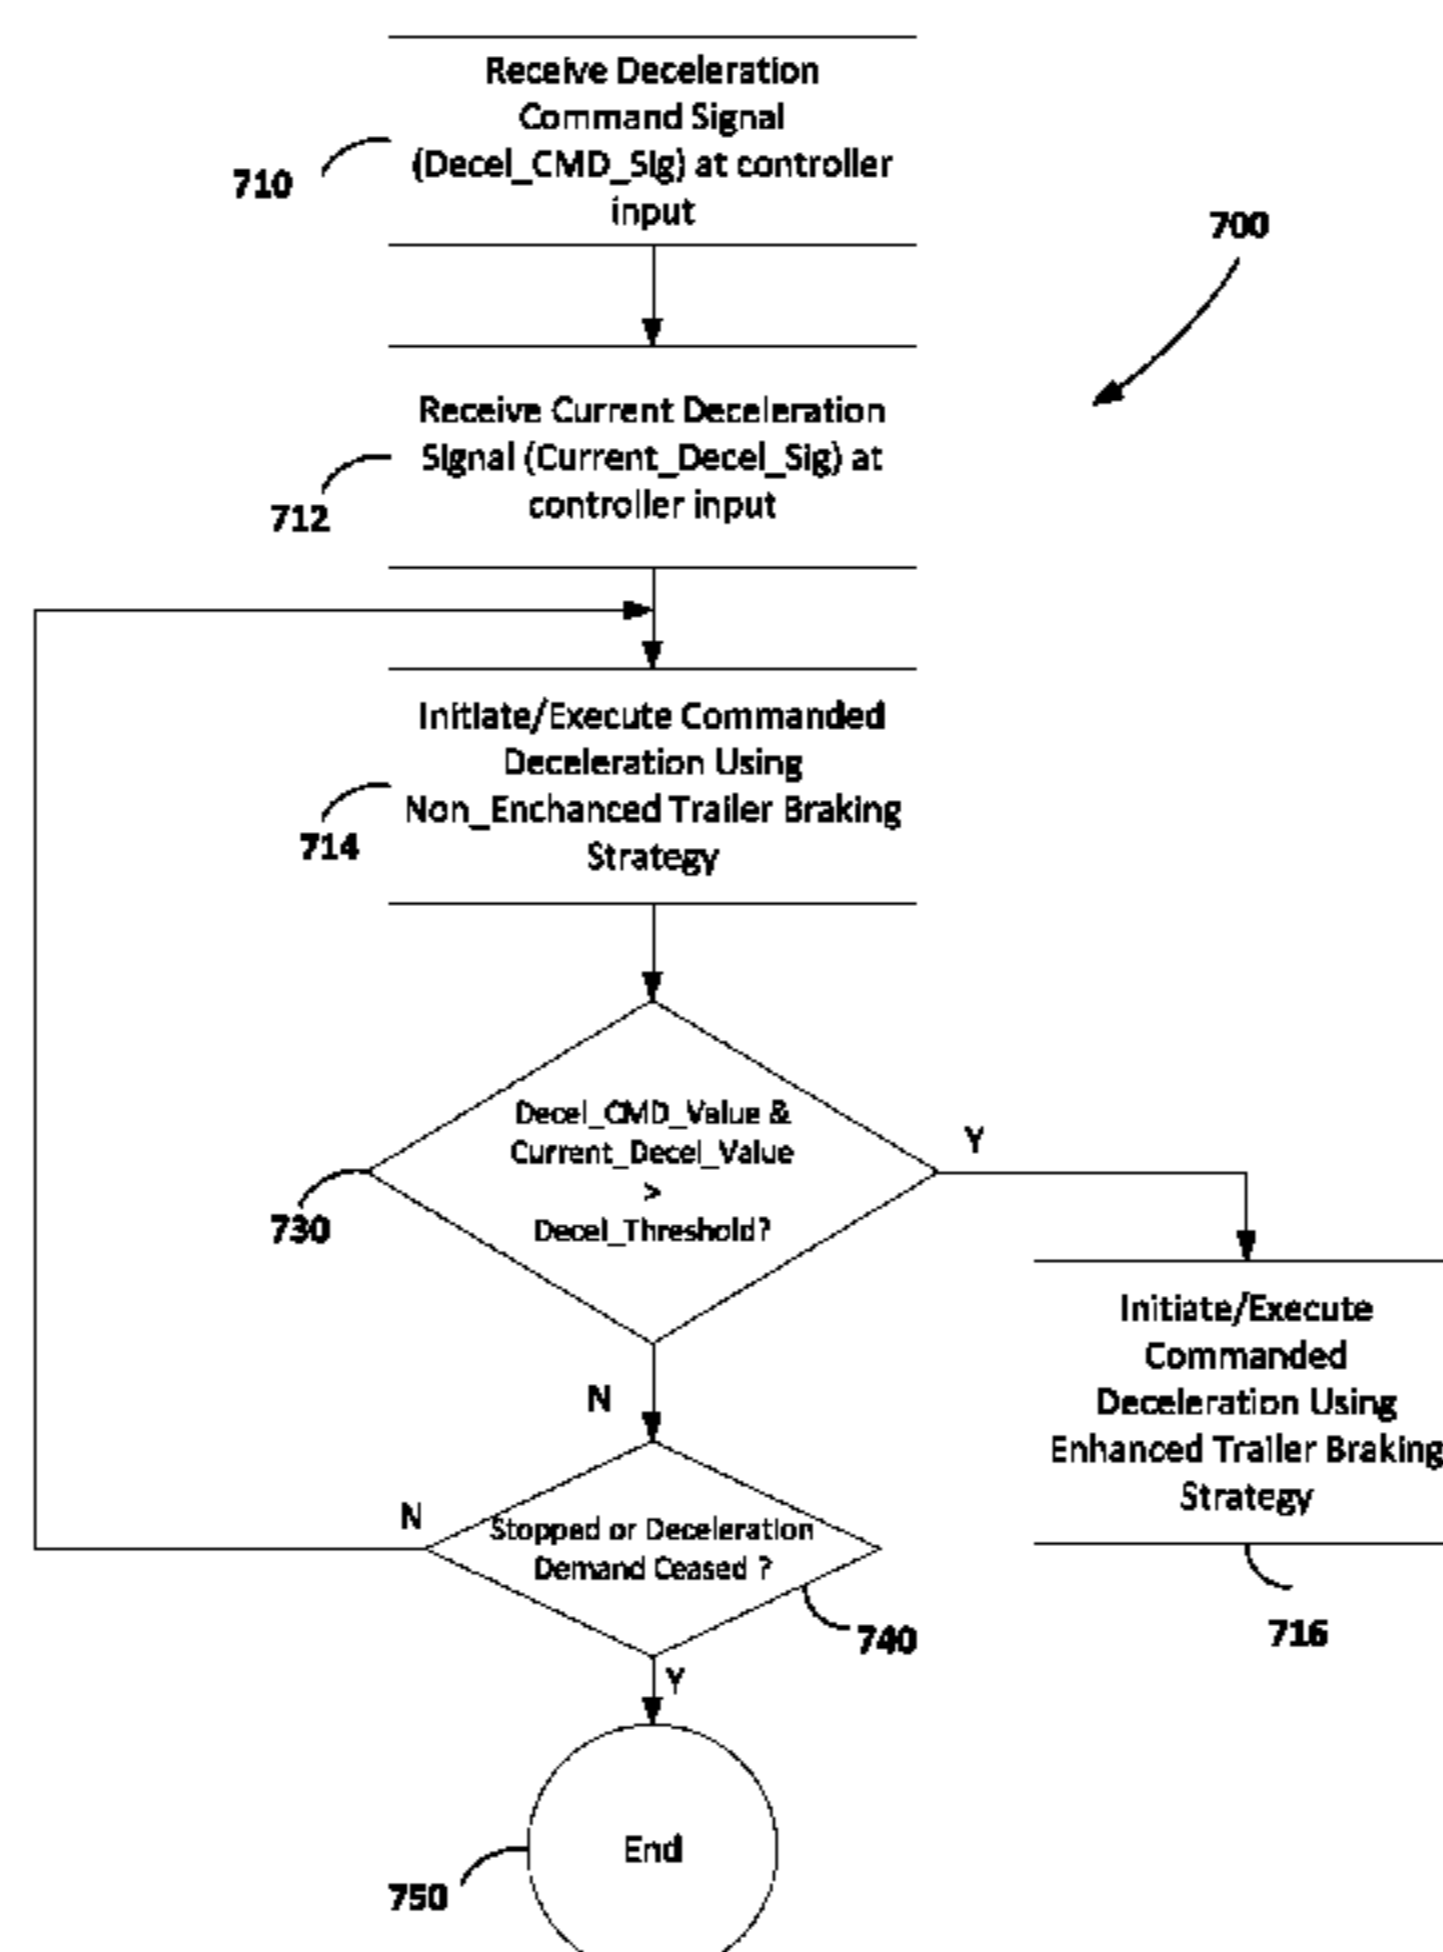 Receive Deceleration
Command Signal
(Decel_CMD_Sig) at controller
input
710
700
Receive Current Deceleration
Signal (Current_Decel_Sig) at
controller input
712
Initiate/Execute Commanded
Deceleration Using
Non_Enchanced Trailer Braking
Strategy
714
Decel_CMD_Value &
Current_Decel_Value
>
Decel_Threshold?
Y
730
N
Initiate/Execute
Commanded
Deceleration Using
Enhanced Trailer Braking
Strategy
716
N
Stopped or Deceleration
Demand Ceased ?
740
Y
End
750